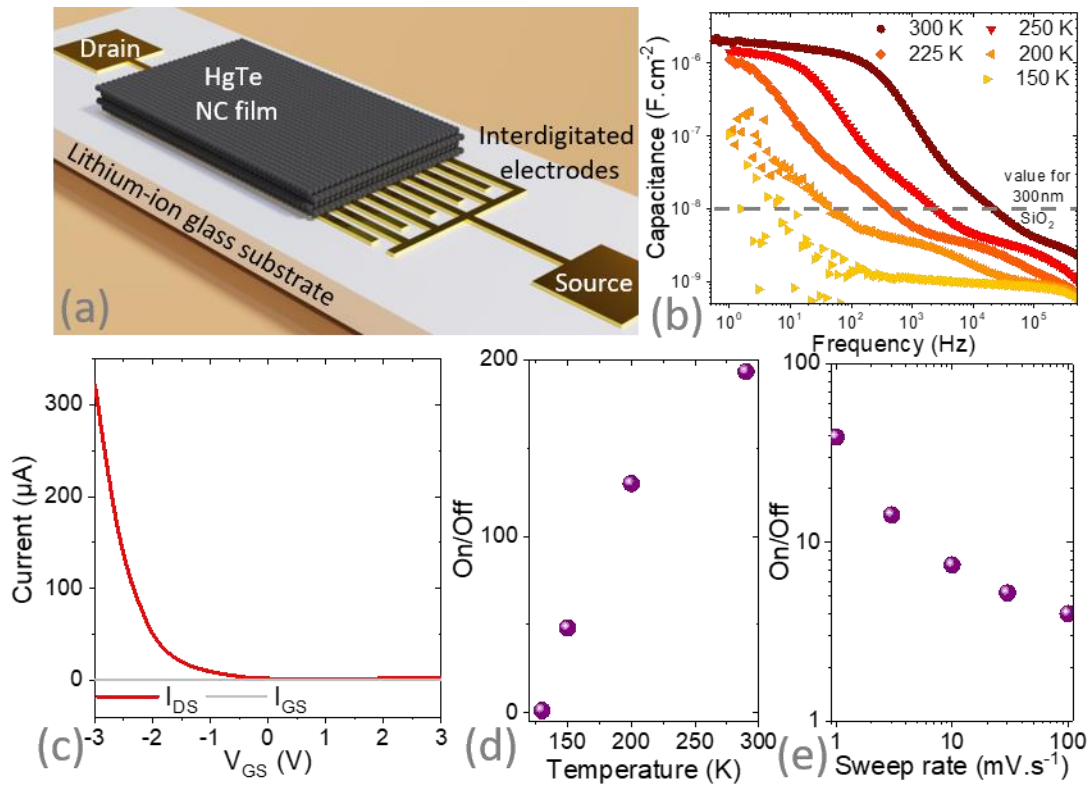 Drain
HgTe
NC film
Interdigitated
electrodes
Lithium-ion glass substrate
Source
(a)
Capacitance (F.cm⁻²)
10⁻⁶
10⁻⁷
10⁻⁸
10⁻⁹
300 K
250 K
225 K
200 K
150 K
value for
300nm
SiO₂
(b)
10⁰ 10¹ 10² 10³ 10⁴ 10⁵
Frequency (Hz)
Current (µA)
300
200
100
0
I_DS I_GS
(c)
-3 -2 -1 0 1 2 3
V_GS (V)
On/Off
200
100
0
(d)
150 200 250 300
Temperature (K)
On/Off
100
10
1
(e)
1 10 100
Sweep rate (mV.s⁻¹)